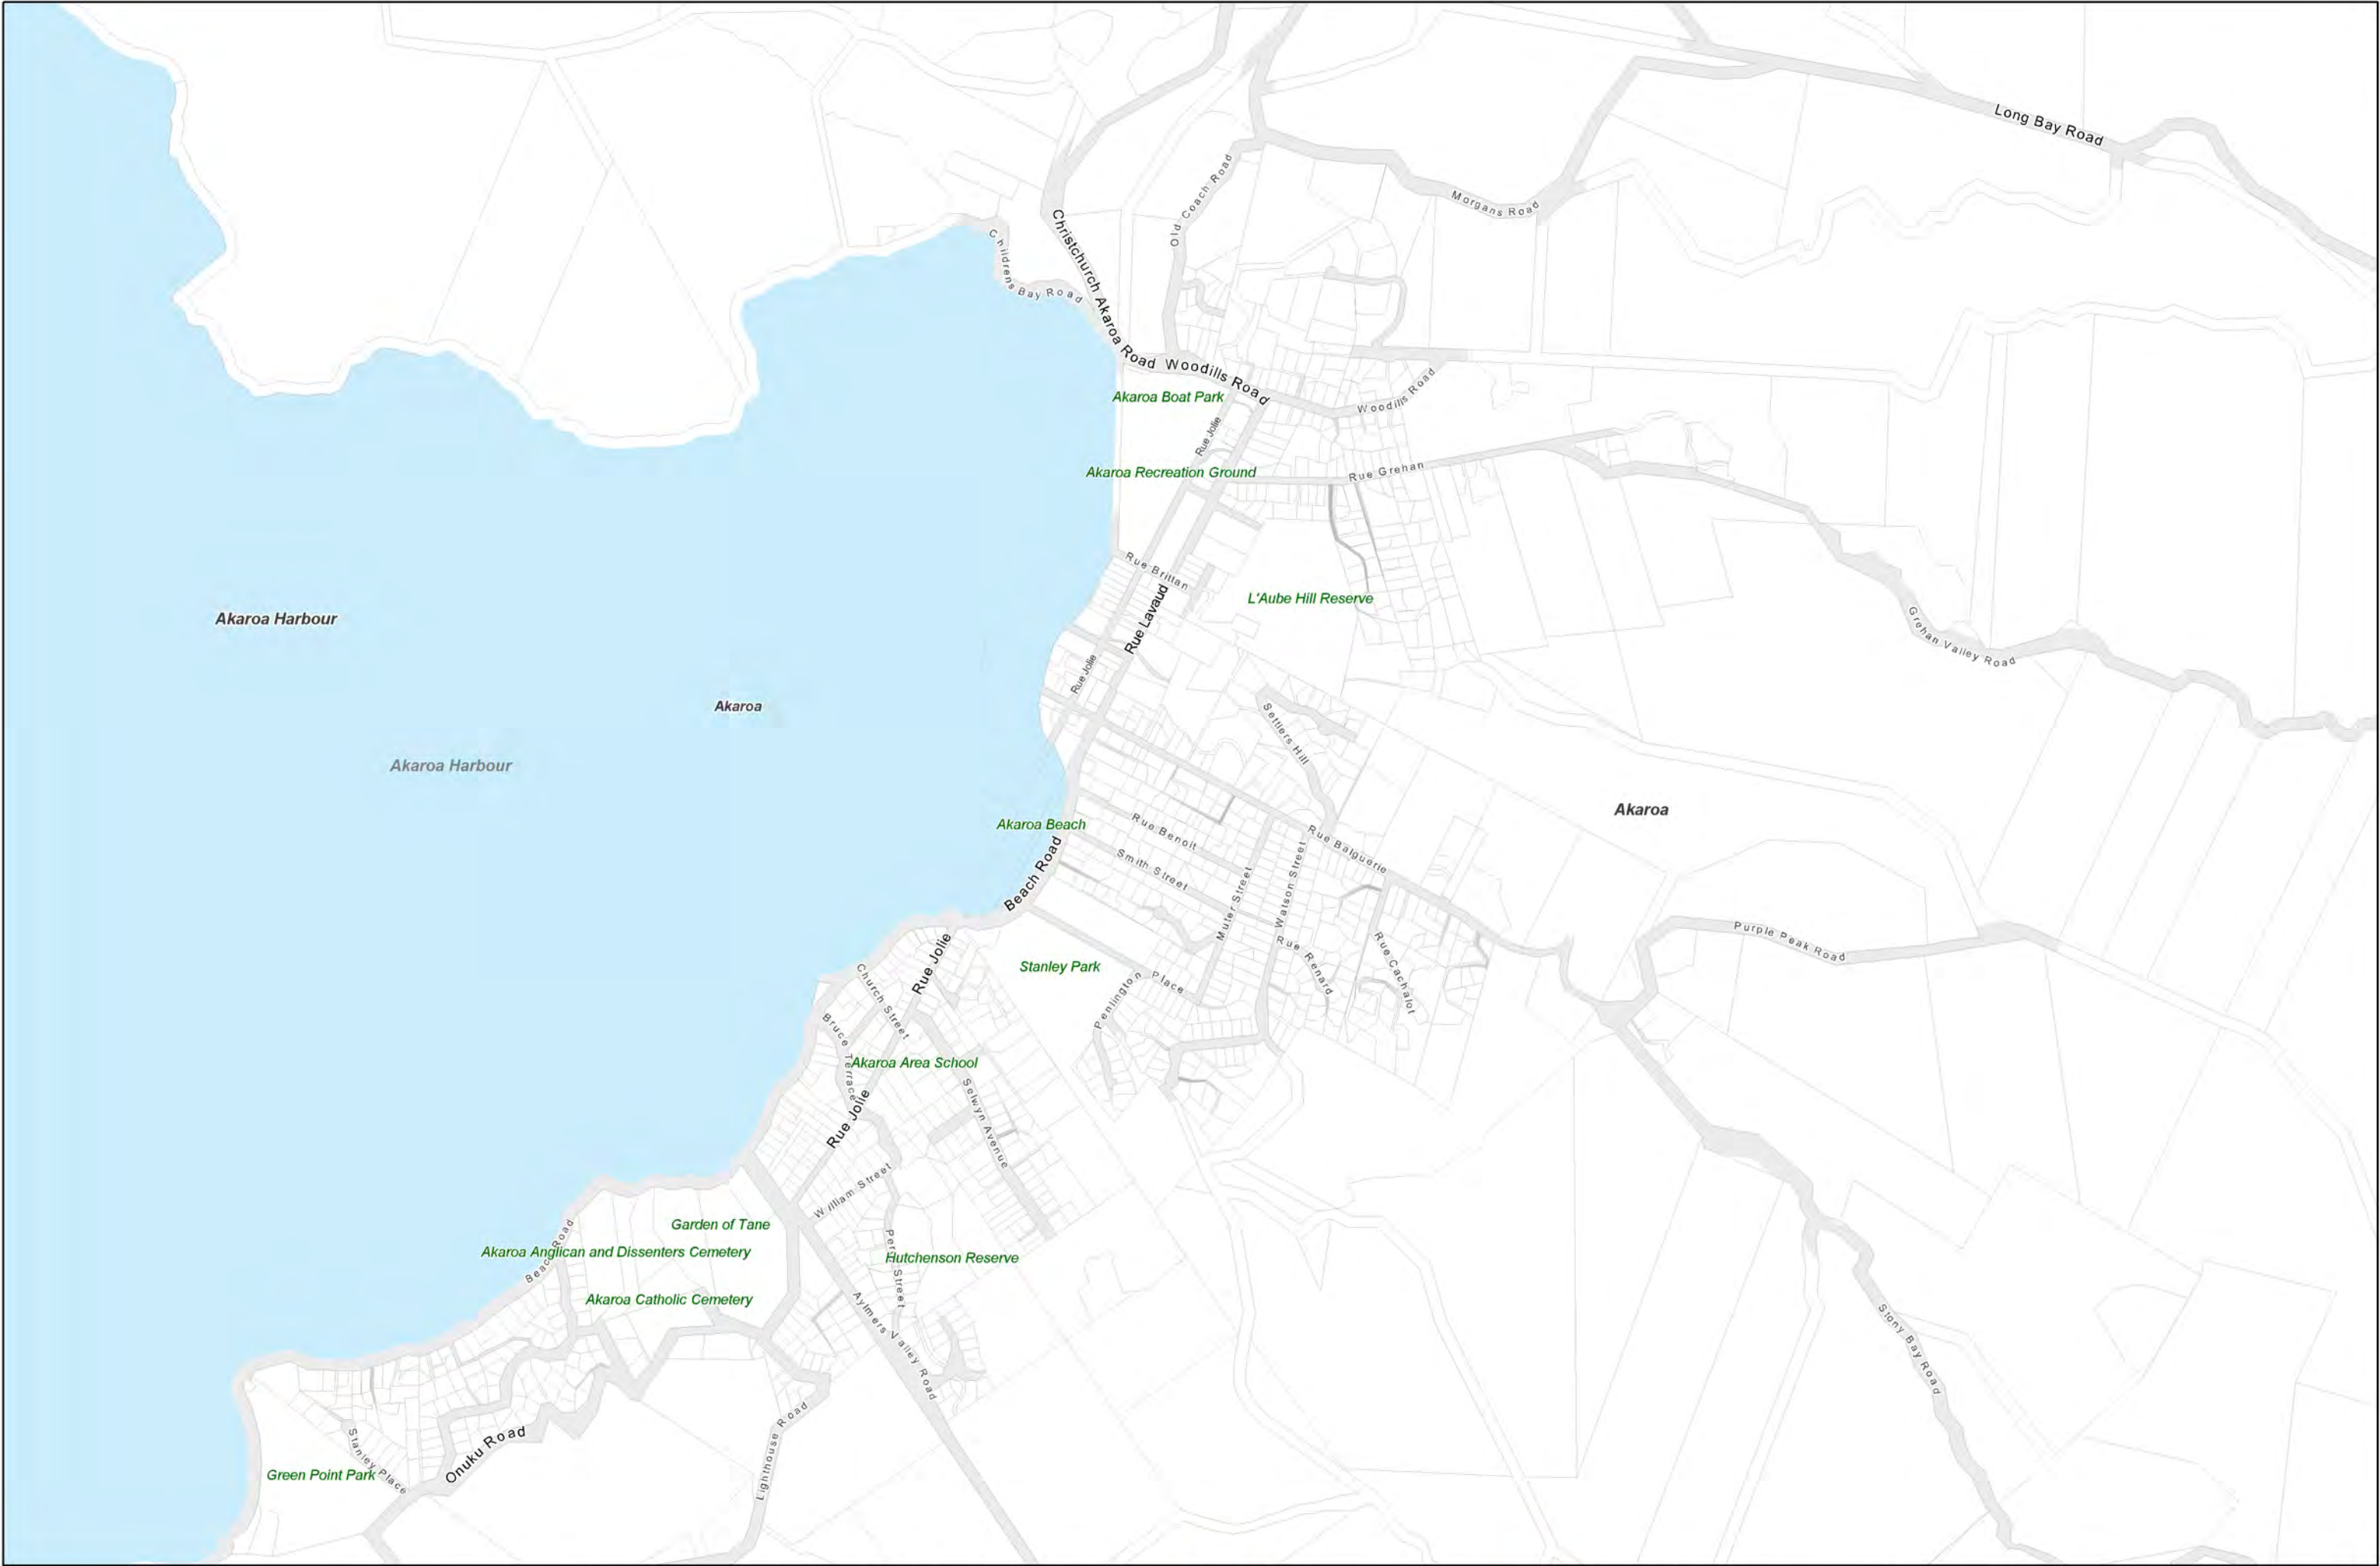 Long Bay Road
Old Coach Road
Morgans Road
Childrens Bay Road
Christchurch Akaroa Road
Woodills Road
Akaroa Boat Park
Woodills Road
Rue Jolie
Akaroa Recreation Ground
Rue Grehan
Rue Brittan
L'Aube Hill Reserve
Akaroa Harbour
Rue Lavaud
Grehan Valley Road
Rue Jolie
Akaroa
Settlers Hill
Akaroa Harbour
Akaroa
Akaroa Beach
Rue Benoit
Rue Balguerie
Beach Road
Smith Street
Muter Street
Watson Street
Purple Peak Road
Rue Jolie
Stanley Park
Rue Renard
Rue Cachalot
Church Street
Penlington Place
Bruce Terrace
Akaroa Area School
Rue Jolie
Selwyn Avenue
William Street
Garden of Tane
Beach Road
Akaroa Anglican and Dissenters Cemetery
Percy Street
Hutchenson Reserve
Akaroa Catholic Cemetery
Aylmers Valley Road
Stony Bay Road
Lighthouse Road
Onuku Road
Stanley Place
Green Point Park